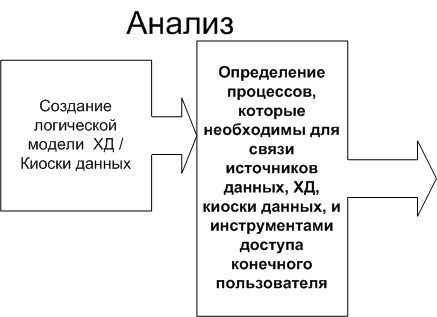 Анализ
Создание
логической
модели ХД /
Киоски данных
Определение
процессов,
которые
необходимы для
связи
источников
данных, ХД,
киоски данных, и
инструментами
доступа
конечного
пользователя